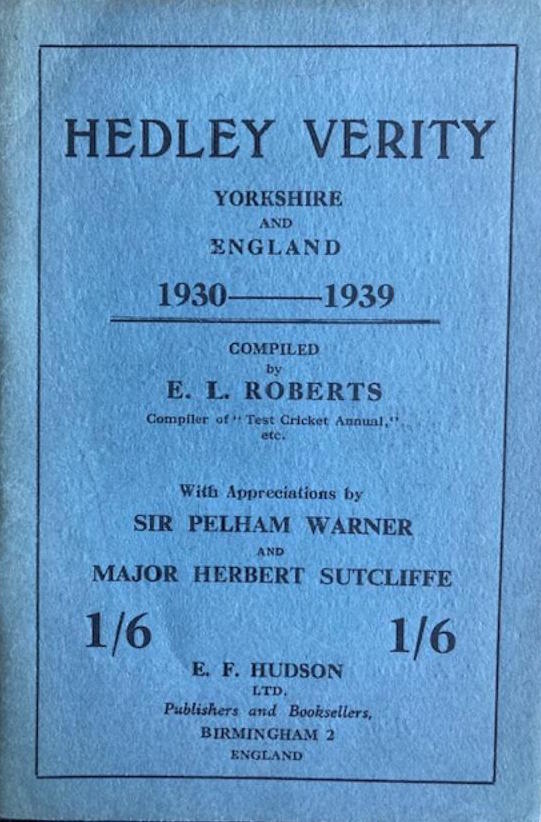 HEDLEY VERITY
YORKSHIRE
AND
ENGLAND
1930——1939
COMPILED
by
E. L. ROBERTS
Compiler of "Test Cricket Annual,"
etc.
With Appreciations by
SIR PELHAM WARNER
AND
MAJOR HERBERT SUTCLIFFE
1/6 1/6
E. F. HUDSON
LTD.
Publishers and Booksellers,
BIRMINGHAM 2
ENGLAND